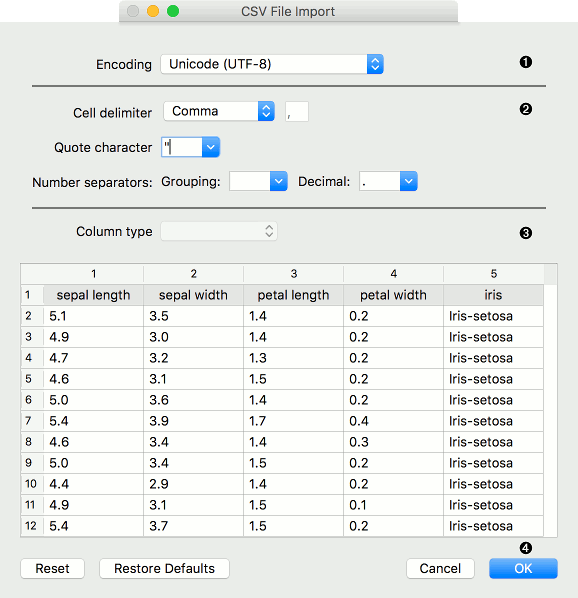 CSV File Import
Encoding Unicode (UTF-8) ❶
Cell delimiter Comma , ❷
Quote character "
Number separators: Grouping: Decimal: .
Column type ❸
1 2 3 4 5
1 sepal length sepal width petal length petal width iris
2 5.1 3.5 1.4 0.2 Iris-setosa
3 4.9 3.0 1.4 0.2 Iris-setosa
4 4.7 3.2 1.3 0.2 Iris-setosa
5 4.6 3.1 1.5 0.2 Iris-setosa
6 5.0 3.6 1.4 0.2 Iris-setosa
7 5.4 3.9 1.7 0.4 Iris-setosa
8 4.6 3.4 1.4 0.3 Iris-setosa
9 5.0 3.4 1.5 0.2 Iris-setosa
10 4.4 2.9 1.4 0.2 Iris-setosa
11 4.9 3.1 1.5 0.1 Iris-setosa
12 5.4 3.7 1.5 0.2 Iris-setosa
❹
Reset Restore Defaults Cancel OK